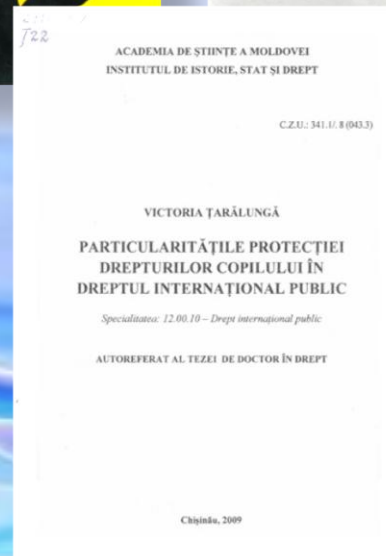 Ț22
ACADEMIA DE ȘTIINȚE A MOLDOVEI
INSTITUTUL DE ISTORIE, STAT ȘI DREPT
C.Z.U.: 341.1/. 8 (043.3)
VICTORIA ȚARĂLUNGĂ
PARTICULARITĂȚILE PROTECȚIEI
DREPTURILOR COPILULUI ÎN
DREPTUL INTERNAȚIONAL PUBLIC
Specialitatea: 12.00.10 – Drept internațional public
AUTOREFERAT AL TEZEI DE DOCTOR ÎN DREPT
Chișinău, 2009